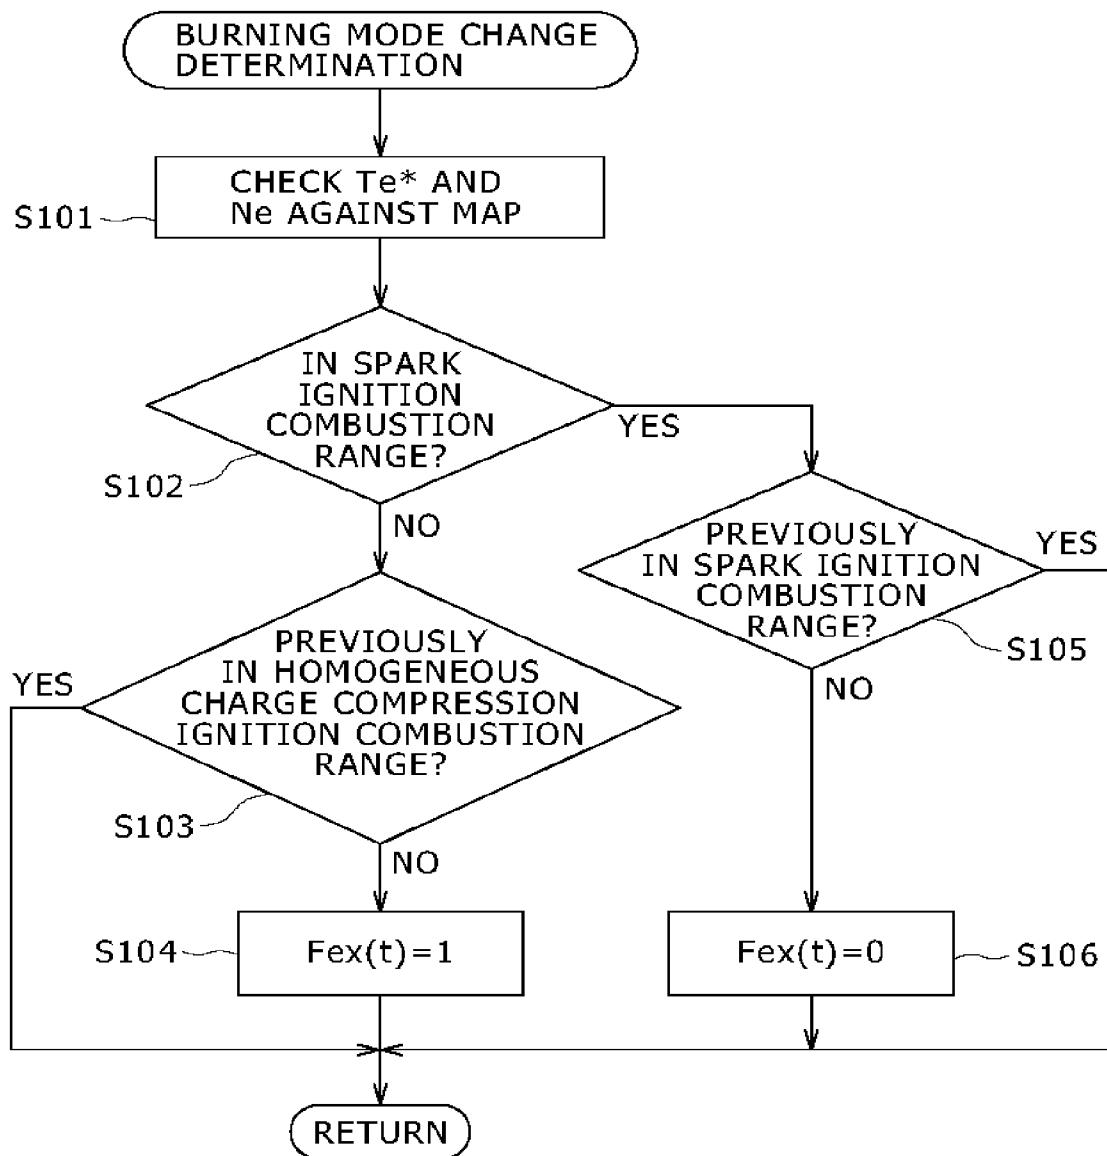 BURNING MODE CHANGE
DETERMINATION
CHECK Te* AND
Ne AGAINST MAP
S101
IN SPARK
IGNITION
COMBUSTION
RANGE?
YES
S102
NO
PREVIOUSLY
IN SPARK IGNITION
COMBUSTION
RANGE?
YES
S105
NO
PREVIOUSLY
IN HOMOGENEOUS
CHARGE COMPRESSION
IGNITION COMBUSTION
RANGE?
YES
S103
NO
S104
Fex(t)=1
Fex(t)=0
S106
RETURN